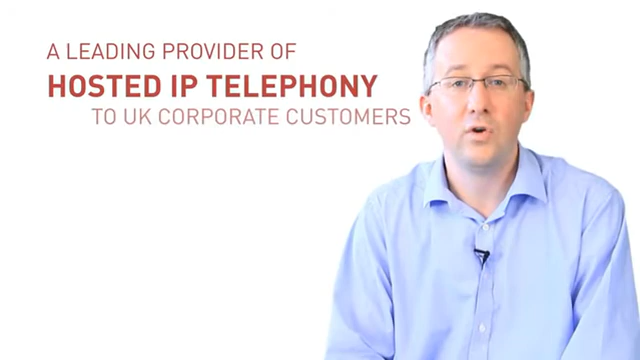 A LEADING PROVIDER OF
HOSTED IP TELEPHONY
TO UK CORPORATE CUSTOMERS